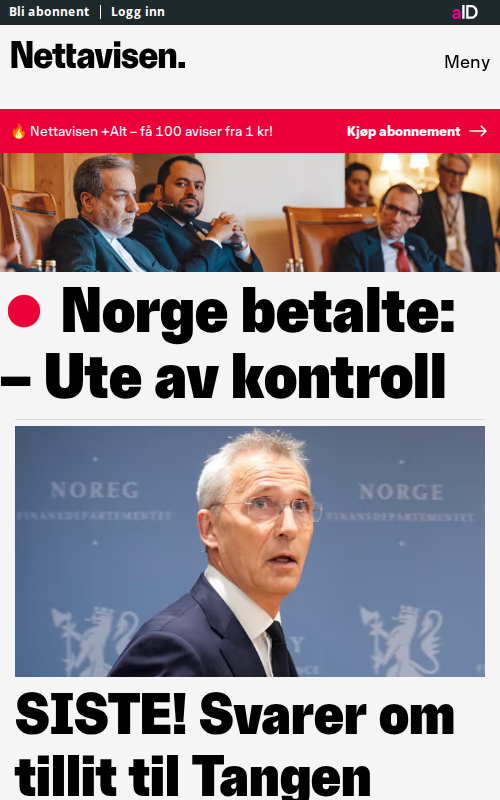 Bli abonnent | Logg inn
aID
Nettavisen.
Meny
🔥 Nettavisen +Alt – få 100 aviser fra 1 kr!
Kjøp abonnement →
Norge betalte:
– Ute av kontroll
NOREG
FINANSDEPARTEMENTET
NORGE
FINANSDEPARTEMENTET
SISTE! Svarer om
tillit til Tangen